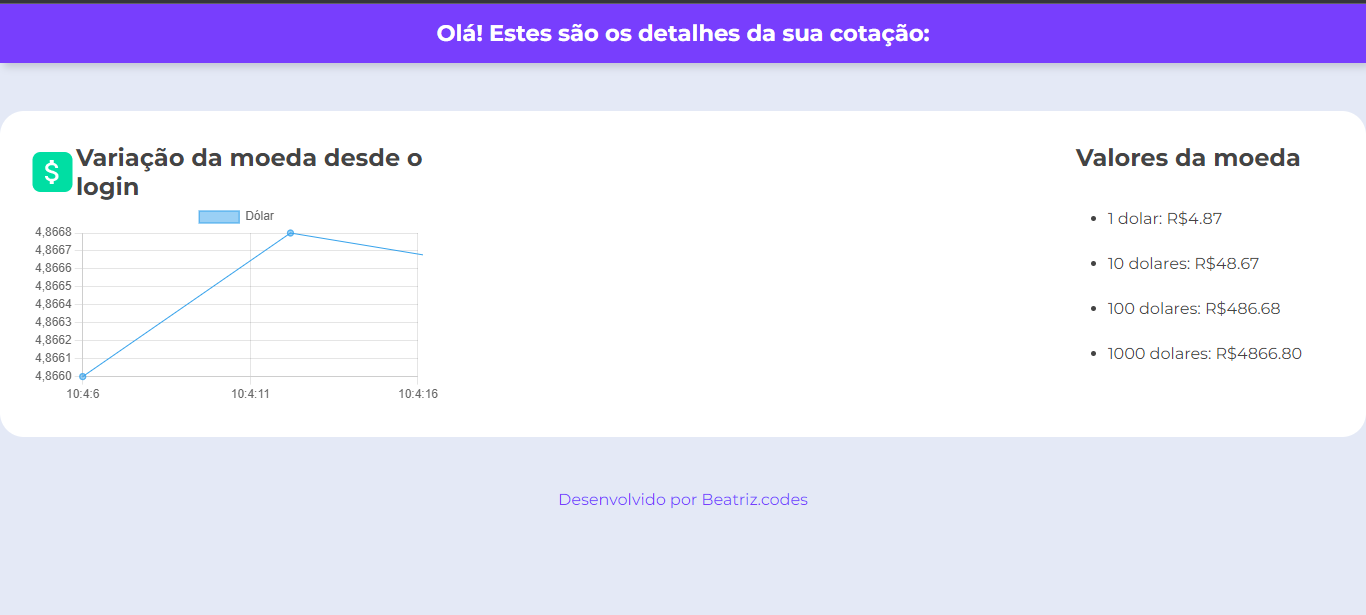 Olá! Estes são os detalhes da sua cotação:
$
Variação da moeda desde o
login
Dólar
4,8668
4,8667
4,8666
4,8665
4,8664
4,8663
4,8662
4,8661
4,8660
10:4:6
10:4:11
10:4:16
Valores da moeda
1 dolar: R$4.87
10 dolares: R$48.67
100 dolares: R$486.68
1000 dolares: R$4866.80
Desenvolvido por Beatriz.codes